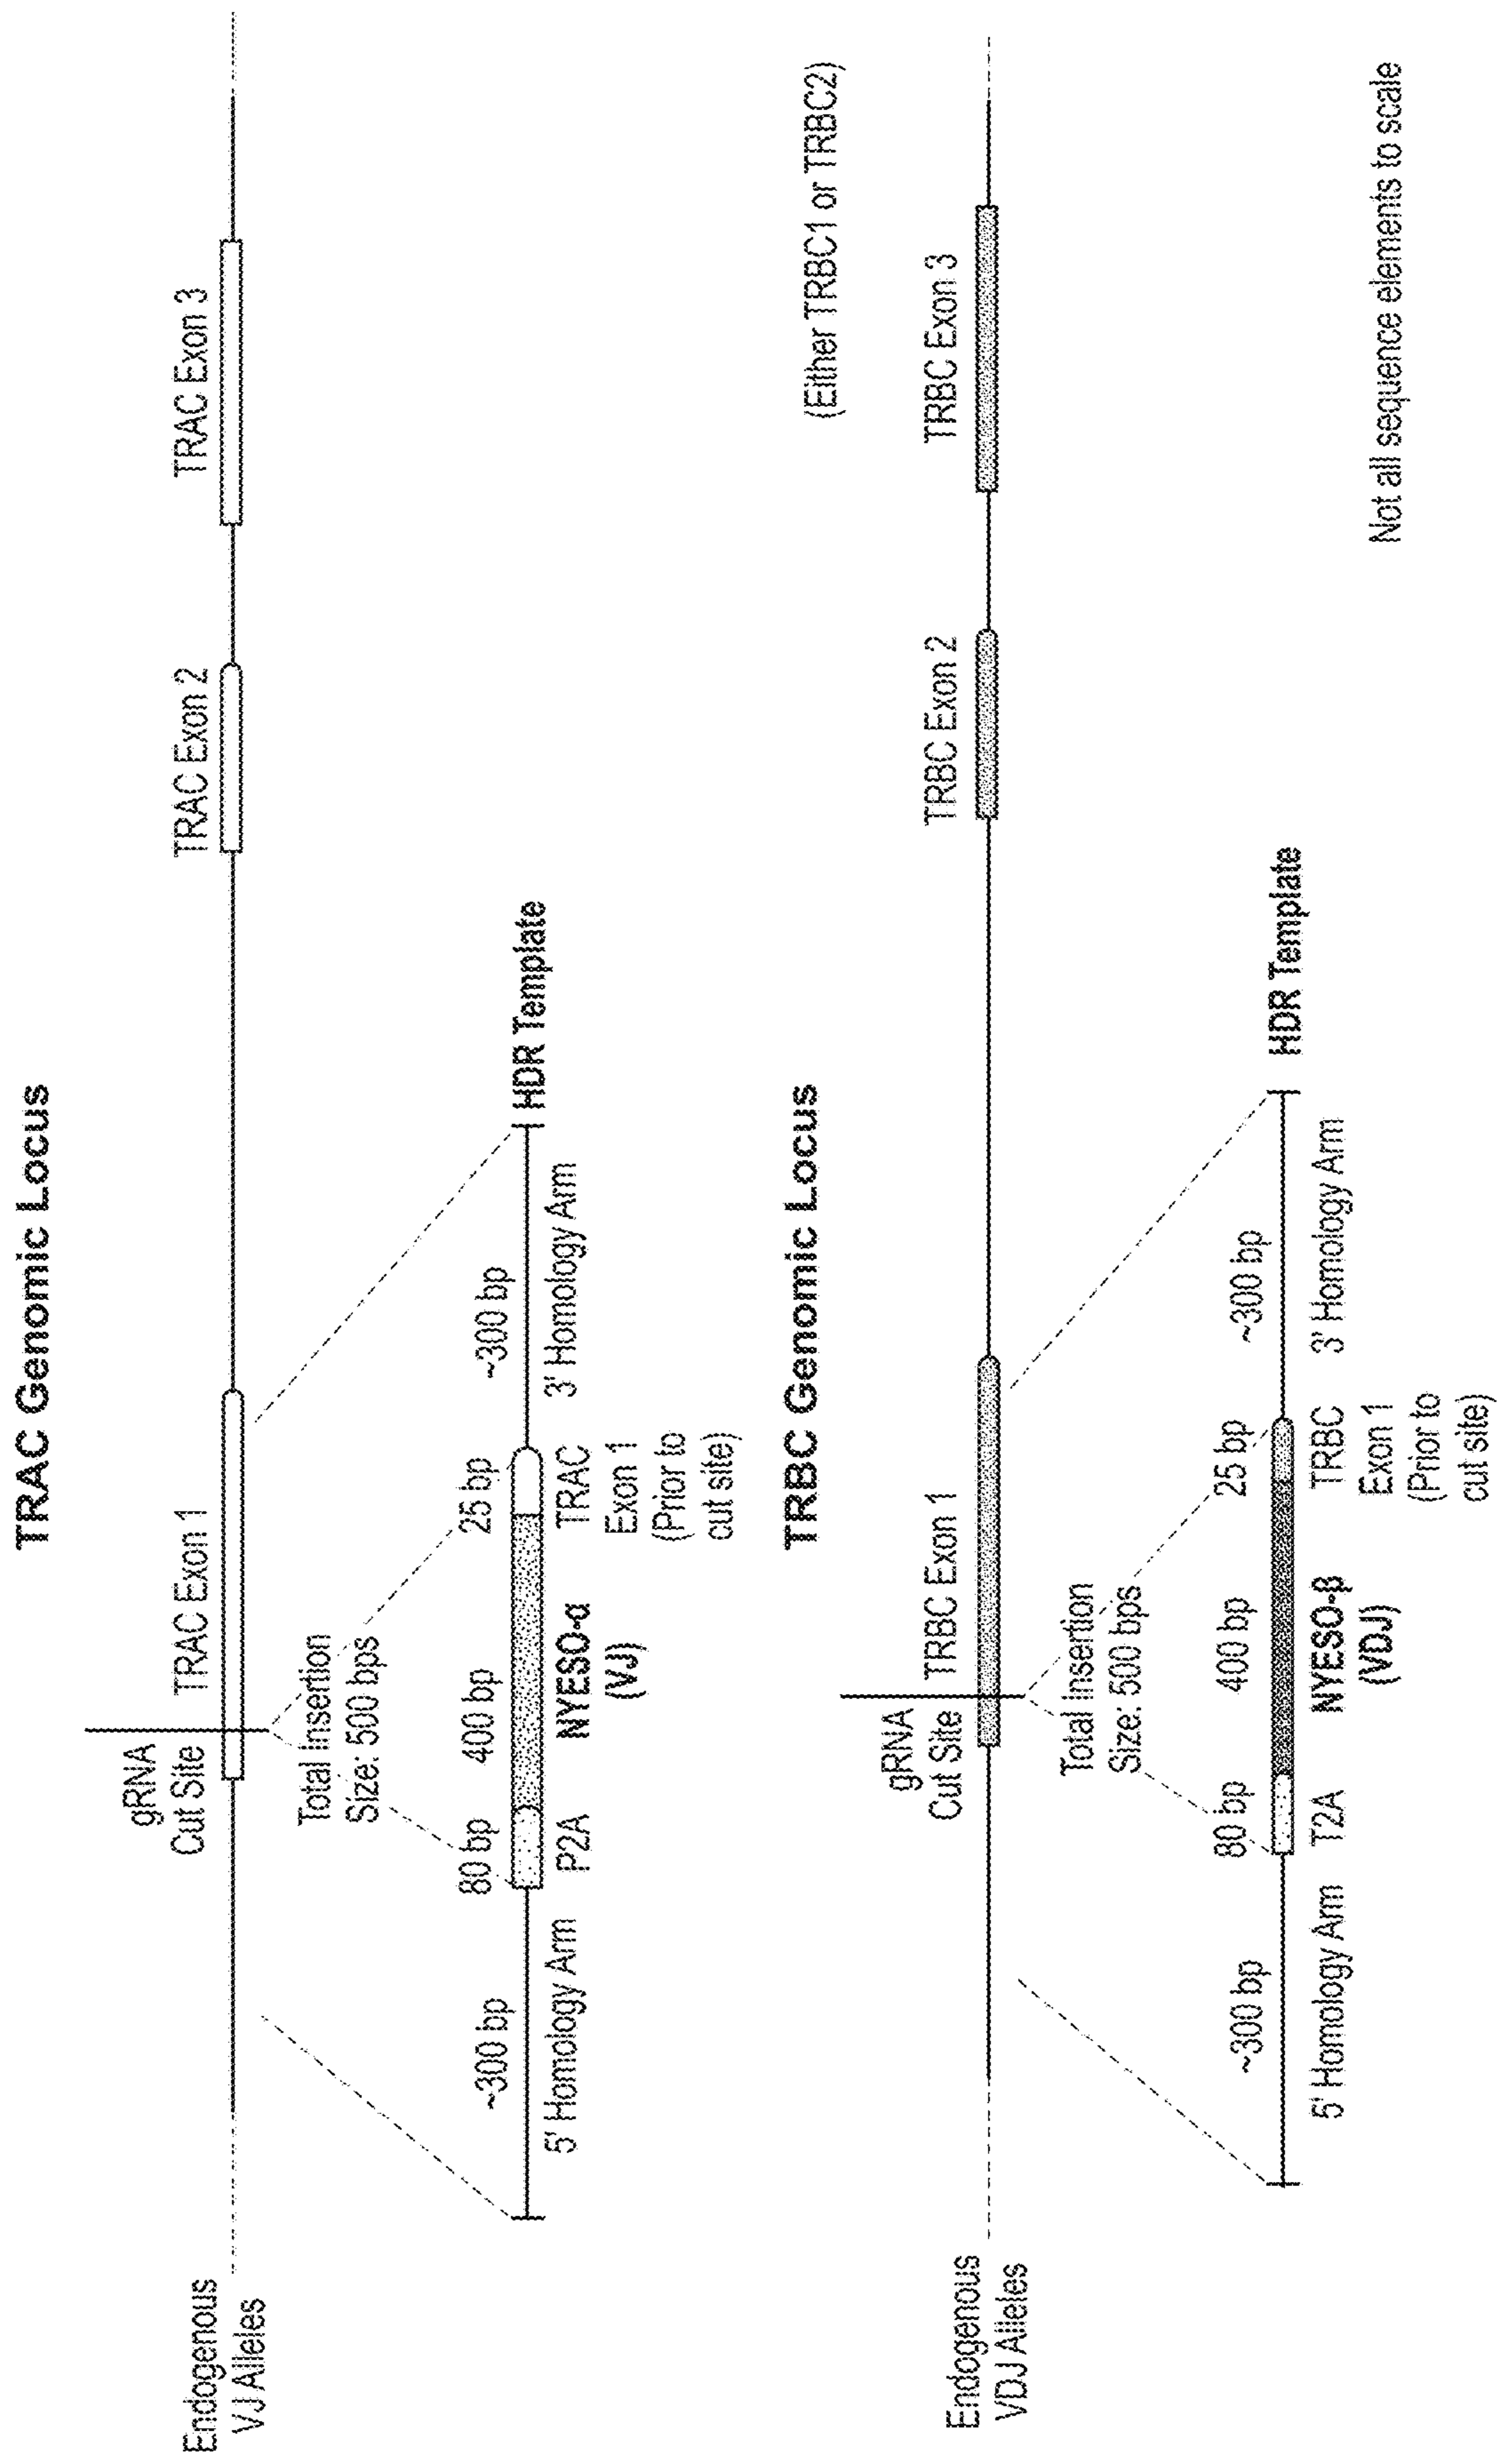 TRAC Genomic Locus
Endogenous
VJ Alleles
gRNA
Cut Site
TRAC Exon 1
TRAC Exon 2
TRAC Exon 3
Total Insertion
Size: 500 bps
~300 bp
80 bp
400 bp
25 bp
~300 bp
HDR Template
5' Homology Arm
P2A
NYESO-α
(VJ)
TRAC
Exon 1
(Prior to
cut site)
3' Homology Arm
TRBC Genomic Locus
(Either TRBC1 or TRBC2)
Endogenous
VDJ Alleles
gRNA
Cut Site
TRBC Exon 1
TRBC Exon 2
TRBC Exon 3
Total Insertion
Size: 500 bps
~300 bp
80 bp
400 bp
25 bp
~300 bp
HDR Template
5' Homology Arm
T2A
NYESO-β
(VDJ)
TRBC
Exon 1
(Prior to
cut site)
3' Homology Arm
Not all sequence elements to scale